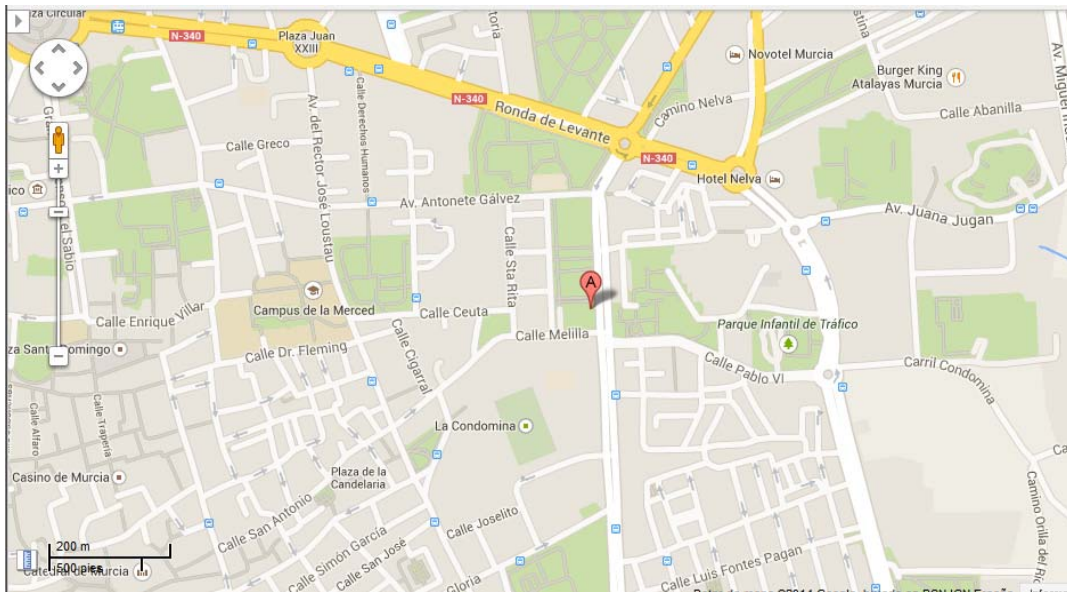 za Circular
N-340
Plaza Juan
XXIII
N-340
Ronda de Levante
Camino Nelva
Novotel Murcia
Burger King
Atalayas Murcia
Calle Abanilla
Calle Derechos Humanos
Av. del Rector José Loustau
Calle Greco
N-340
Hotel Nelva
Av. Juana Jugan
Av. Antonete Gálvez
Calle Sta Rita
el Sabio
A
Campus de la Merced
Calle Enrique Villar
Calle Ceuta
Calle Melilla
Parque Infantil de Tráfico
Calle Dr. Fleming
Calle Cigarral
Calle Pablo VI
Carril Condomina
La Condomina
Calle Alfaro
Calle Traperia
Casino de Murcia
Plaza de la
Candelaria
Calle San Antonio
Calle Joselito
Calle Simón García
Calle San José
Gloria
Calle Luis Fontes Pagan
Camino Orilla del Río
200 m
500 pies
Catedral de Murcia